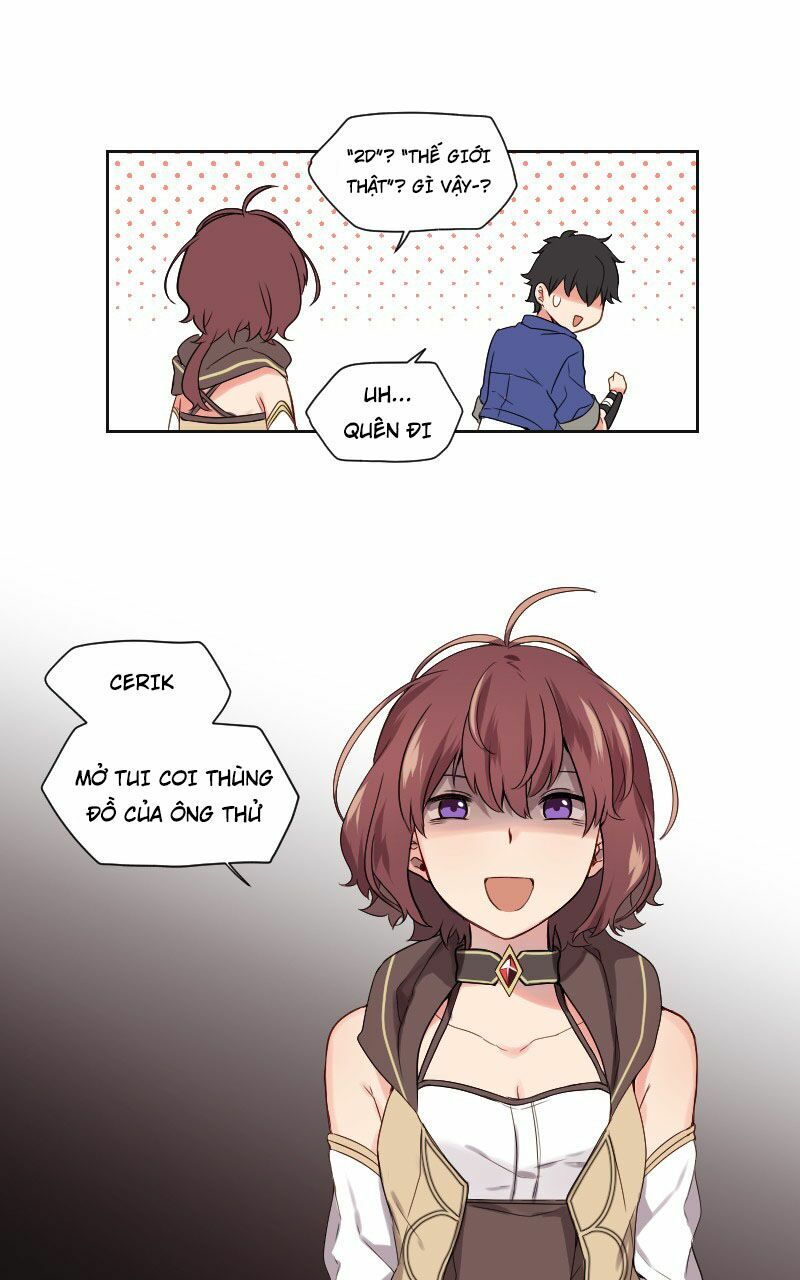 "2D"? "THẾ GIỚI
THẬT"? GÌ VẬY-?
UH...
QUÊN ĐI
CERIK
MỞ TUI COI THÙNG
ĐỒ CỦA ÔNG THỬ